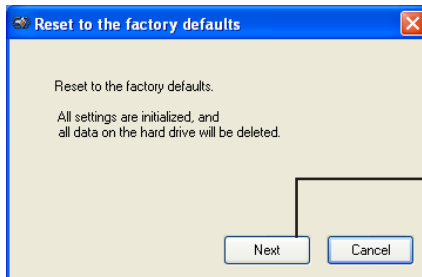 Reset to the factory defaults
Reset to the factory defaults.
All settings are initialized, and
all data on the hard drive will be deleted.
Next
Cancel